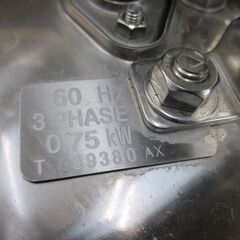 60. HZ
3 PHASE
0.75 kW
AX